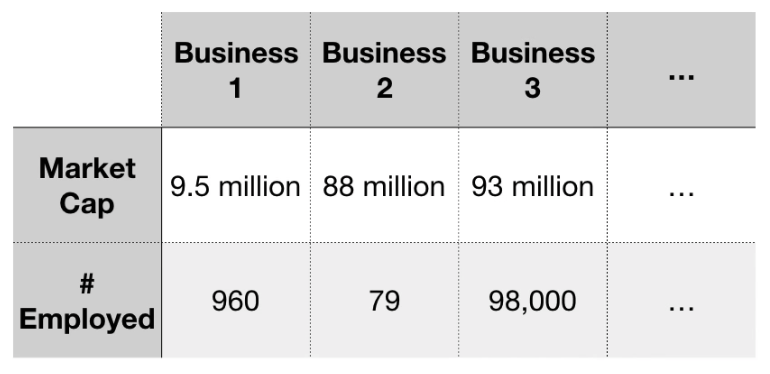 Business 1 Business 2 Business 3 ...
Market Cap 9.5 million 88 million 93 million ...
# Employed 960 79 98,000 ...